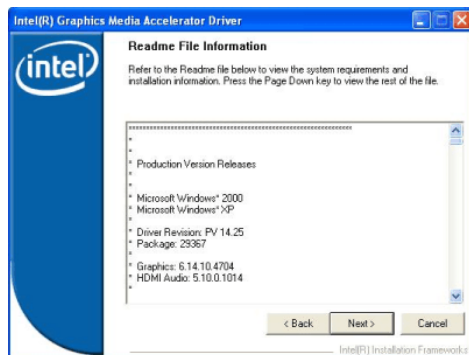 Intel(R) Graphics Media Accelerator Driver
intel
Readme File Information
Refer to the Readme file below to view the system requirements and
installation information. Press the Page Down key to view the rest of the file.
*
*
* Production Version Releases
*
*
* Microsoft Windows* 2000
* Microsoft Windows* XP
*
* Driver Revision: PV 14.25
* Package: 29367
*
* Graphics: 6.14.10.4704
* HDMI Audio: 5.10.0.1014
*
< Back
Next >
Cancel
Intel(R) Installation Frameworks